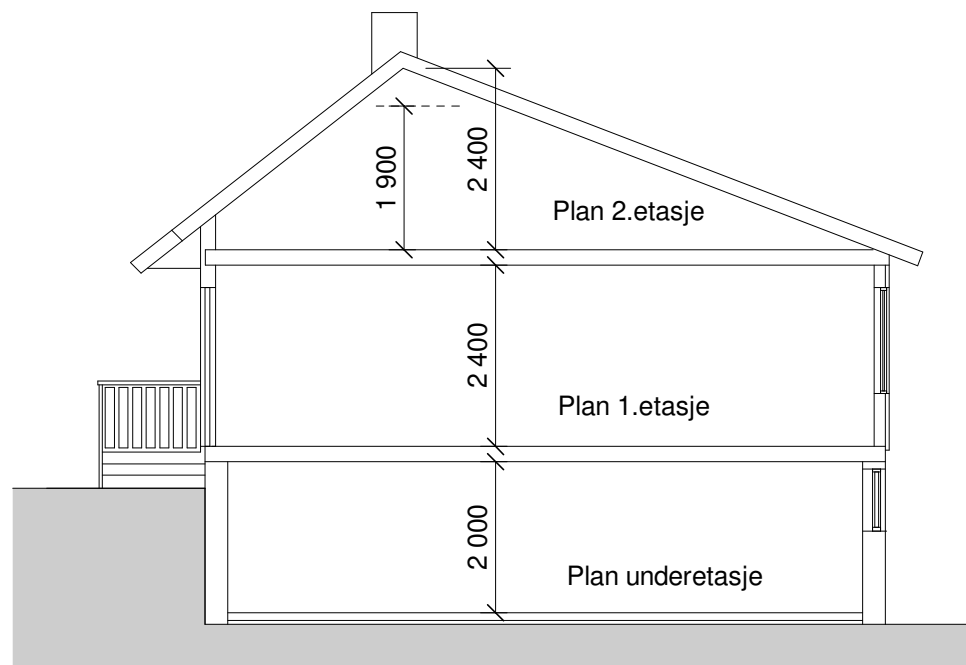 1 900
2 400
Plan 2.etasje
2 400
Plan 1.etasje
2 000
Plan underetasje